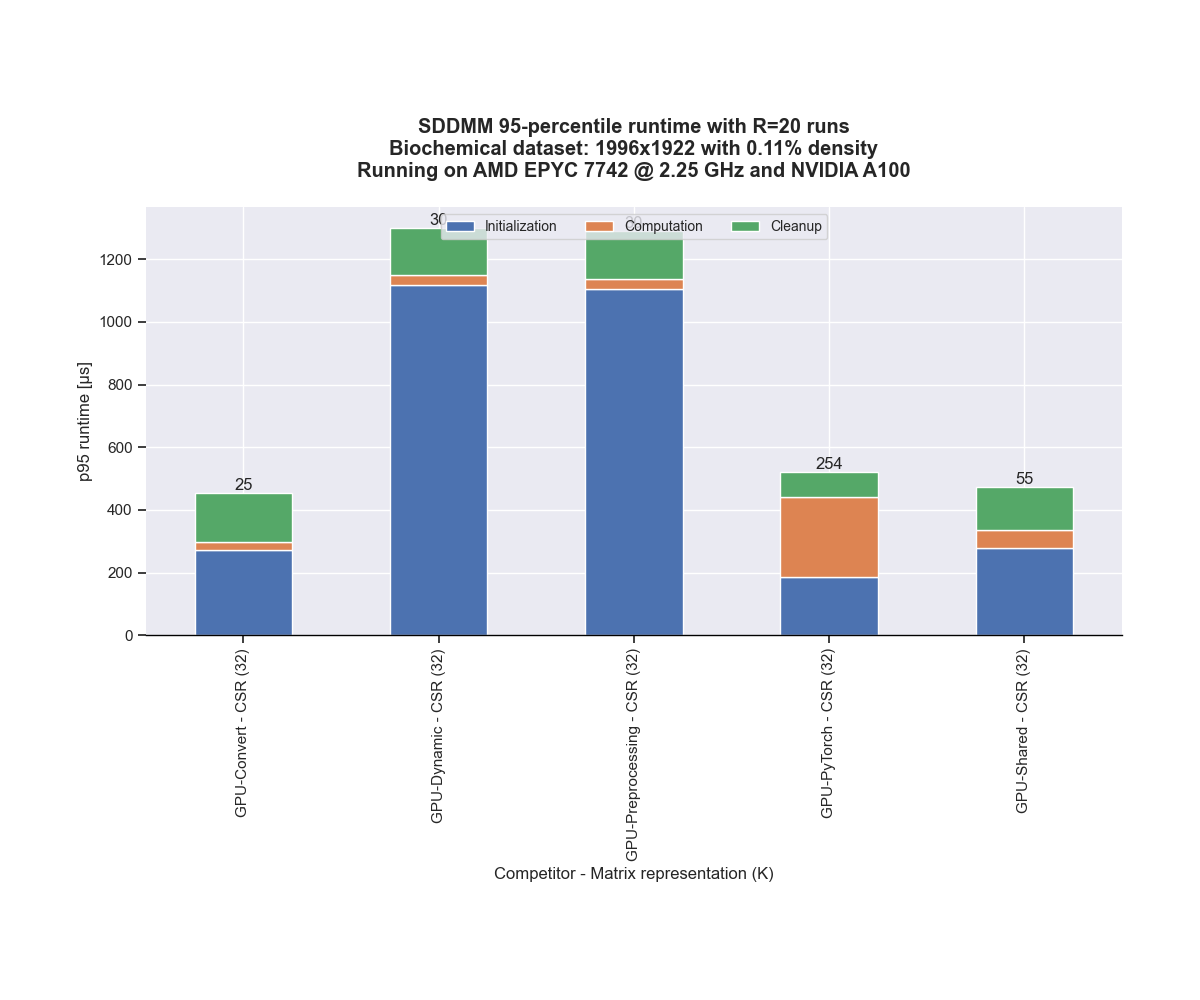 SDDMM 95-percentile runtime with R=20 runs
Biochemical dataset: 1996x1922 with 0.11% density
Running on AMD EPYC 7742 @ 2.25 GHz and NVIDIA A100
Initialization Computation Cleanup
p95 runtime [µs]
1200
1000
800
600
400
200
0
25
30
254
55
GPU-Convert - CSR (32)
GPU-Dynamic - CSR (32)
GPU-Preprocessing - CSR (32)
GPU-PyTorch - CSR (32)
GPU-Shared - CSR (32)
Competitor - Matrix representation (K)